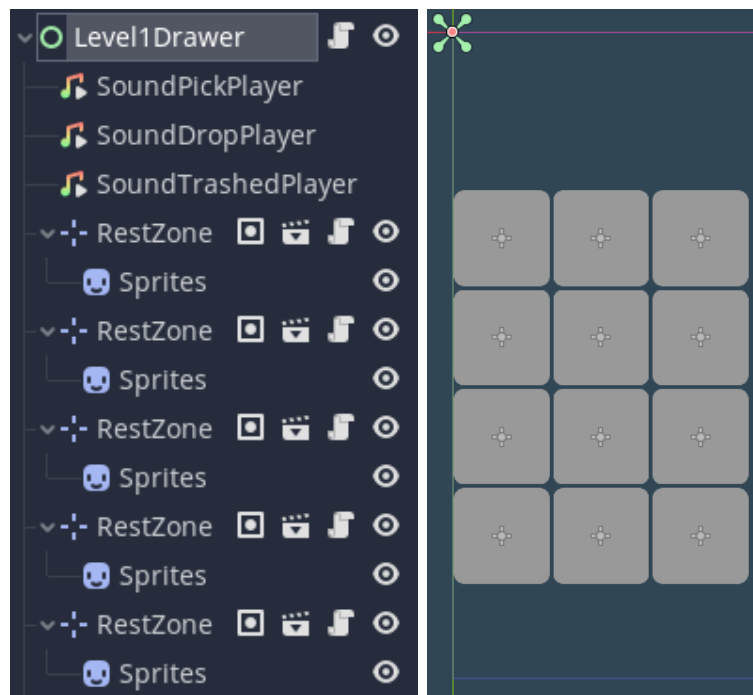 Level1Drawer
SoundPickPlayer
SoundDropPlayer
SoundTrashedPlayer
RestZone
Sprites
RestZone
Sprites
RestZone
Sprites
RestZone
Sprites
RestZone
Sprites